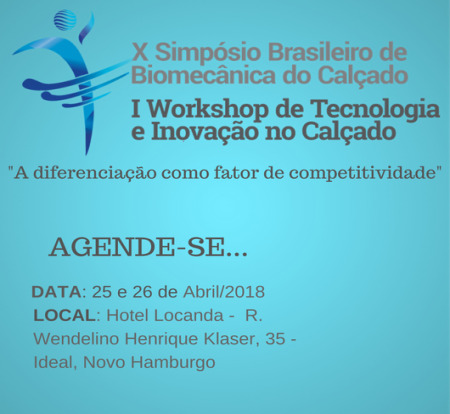 X Simpósio Brasileiro de
Biomecânica do Calçado
I Workshop de Tecnologia
e Inovação no Calçado
"A diferenciação como fator de competitividade"
AGENDE-SE...
DATA: 25 e 26 de Abril/2018
LOCAL: Hotel Locanda - R.
Wendelino Henrique Klaser, 35 -
Ideal, Novo Hamburgo